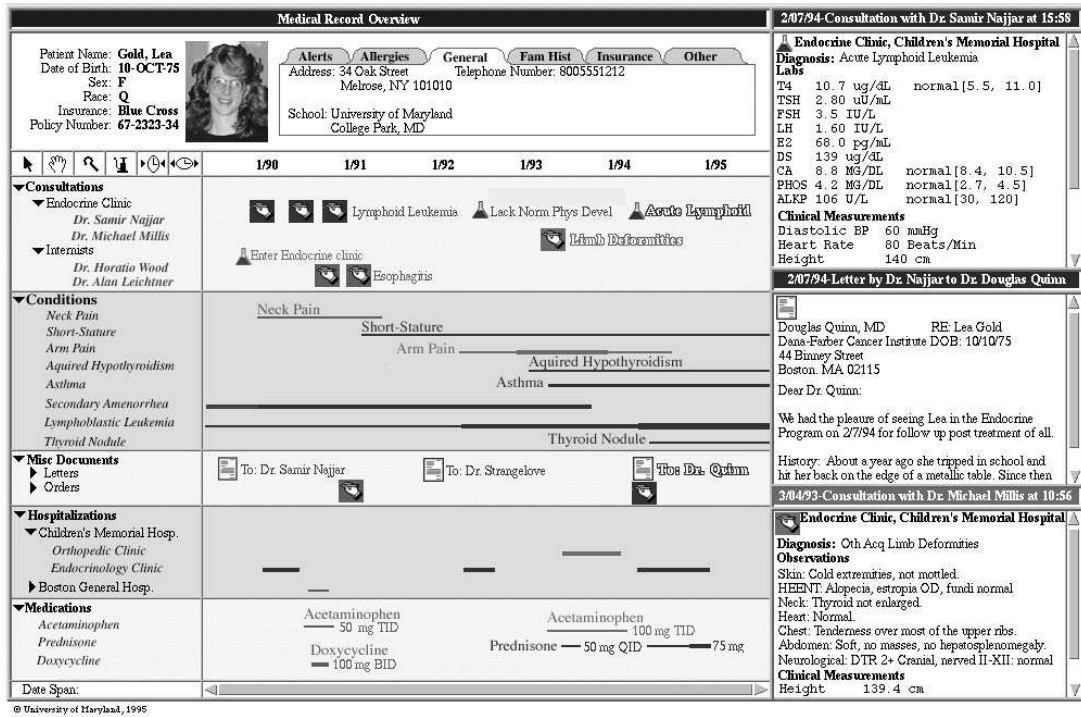 Medical Record Overview
Patient Name: Gold, Lea
Date of Birth: 10-OCT-75
Sex: F
Race: Q
Insurance: Blue Cross
Policy Number: 67-2323-34
Alerts Allergies General Fam Hist Insurance Other
Address: 34 Oak Street Telephone Number: 8005551212
Melrose, NY 101010
School: University of Maryland
College Park, MD
1/90 1/91 1/92 1/93 1/94 1/95
Consultations
Endocrine Clinic
Dr. Samir Najjar
Dr. Michael Millis
Internists
Dr. Horatio Wood
Dr. Alan Leichtner
Lymphoid Leukemia Lack Norm Phys Devel Acute Lymphoid
Limb Deformities
Enter Endocrine clinic
Esophagitis
Conditions
Neck Pain
Short-Stature
Arm Pain
Aquired Hypothyroidism
Asthma
Secondary Amenorrhea
Lymphoblastic Leukemia
Thyroid Nodule
Neck Pain
Short-Stature
Arm Pain
Aquired Hypothyroidism
Asthma
Thyroid Nodule
Misc Documents
Letters
Orders
To: Dr. Samir Najjar To: Dr. Strangelove To: Dr. Quinn
Hospitalizations
Children's Memorial Hosp.
Orthopedic Clinic
Endocrinology Clinic
Boston General Hosp.
Medications
Acetaminophen
Prednisone
Doxycycline
Acetaminophen
50 mg TID
Doxycycline
100 mg BID
Acetaminophen
100 mg TID
Prednisone 50 mg QID 75 mg
Date Span:
© University of Maryland, 1995
2/07/94-Consultation with Dr. Samir Najjar at 15:58
Endocrine Clinic, Children's Memorial Hospital
Diagnosis: Acute Lymphoid Leukemia
Labs
T4 10.7 ug/dL normal[5.5, 11.0]
TSH 2.80 uU/mL
FSH 3.5 IU/L
LH 1.60 IU/L
E2 68.0 pg/mL
DS 139 ug/dL
CA 8.8 MG/DL normal[8.4, 10.5]
PHOS 4.2 MG/DL normal[2.7, 4.5]
ALKP 106 U/L normal[30, 120]
Clinical Measurements
Diastolic BP 60 mmHg
Heart Rate 80 Beats/Min
Height 140 cm
2/07/94-Letter by Dr. Najjar to Dr. Douglas Quinn
Douglas Quinn, MD RE: Lea Gold
Dana-Farber Cancer Institute DOB: 10/10/75
44 Binney Street
Boston. MA 02115
Dear Dr. Quinn:
We had the pleaure of seeing Lea in the Endocrine
Program on 2/7/94 for follow up post treatment of all.
History: About a year ago she tripped in school and
hit her back on the edge of a metallic table. Since then
3/04/93-Consultation with Dr. Michael Millis at 10:56
Endocrine Clinic, Children's Memorial Hospital
Diagnosis: Oth Acq Limb Deformities
Observations
Skin: Cold extremities, not mottled.
HEENT: Alopecia, estropia OD, fundi normal
Neck: Thyroid not enlarged.
Heart: Normal.
Chest: Tenderness over most of the upper ribs.
Abdomen: Soft, no masses, no hepatosplenomegaly.
Neurological: DTR 2+ Cranial, nerved II-XII: normal
Clinical Measurements
Height 139.4 cm